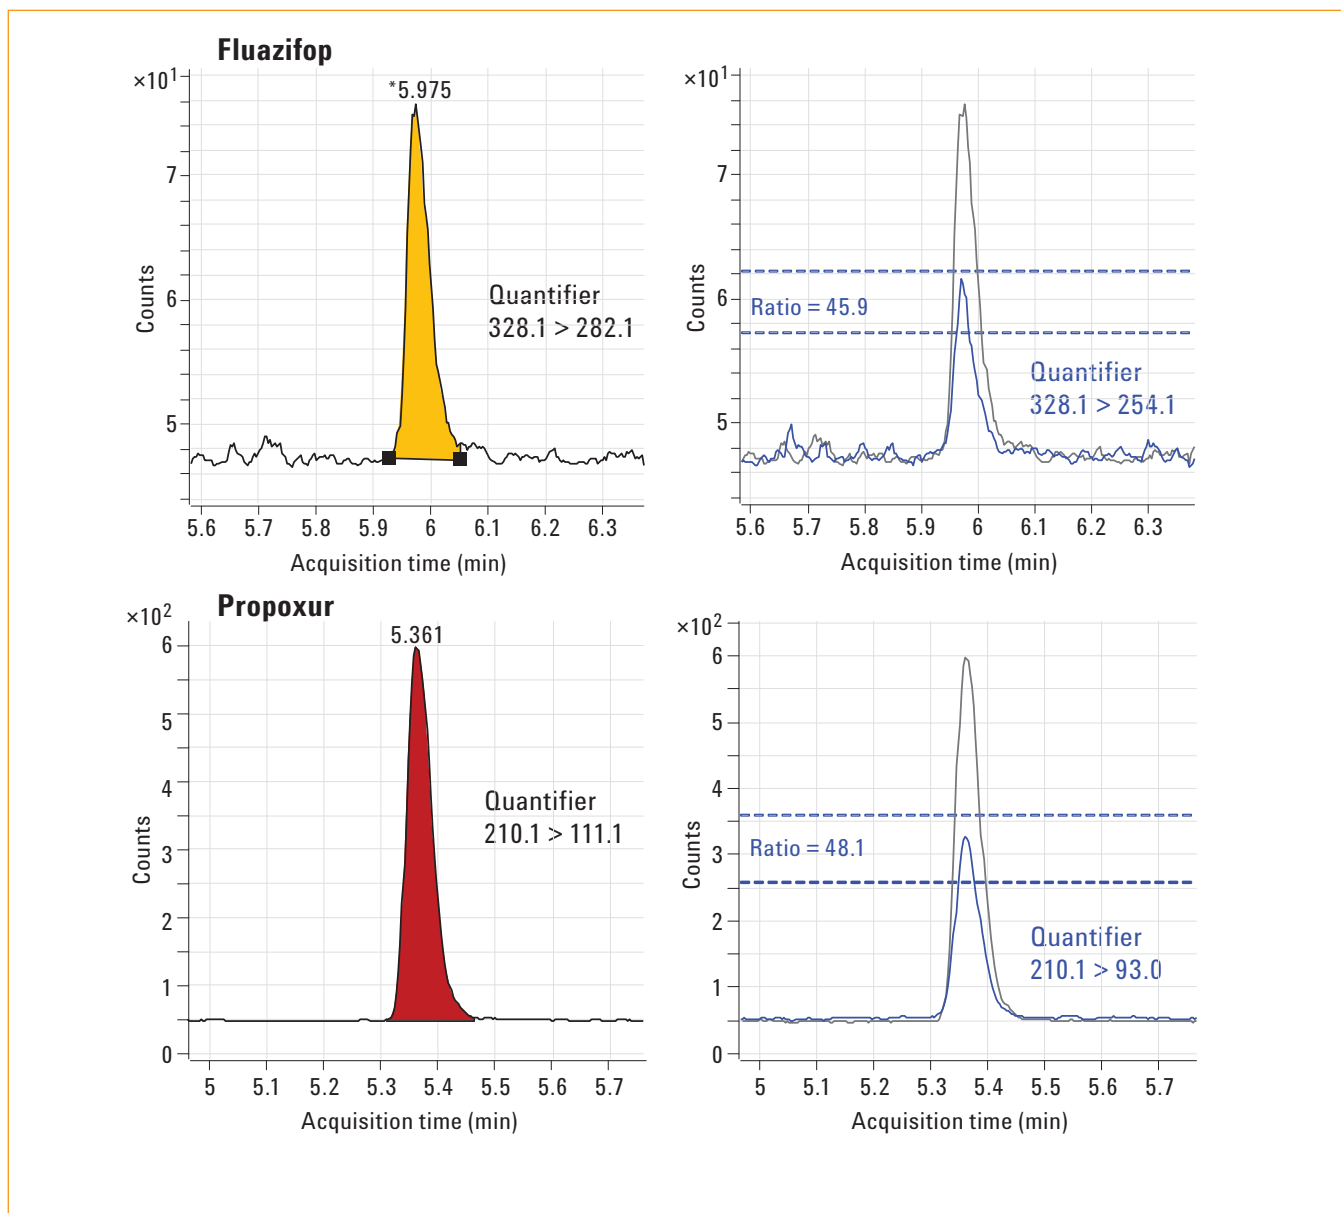 Fluazifop
×10¹
*5.975
7
6
5
Counts
Quantifier
328.1 > 282.1
5.6 5.7 5.8 5.9 6 6.1 6.2 6.3
Acquisition time (min)
×10¹
7
6
5
Counts
Ratio = 45.9
Quantifier
328.1 > 254.1
5.6 5.7 5.8 5.9 6 6.1 6.2 6.3
Acquisition time (min)
Propoxur
×10²
5.361
6
5
4
3
2
1
0
Counts
Quantifier
210.1 > 111.1
5 5.1 5.2 5.3 5.4 5.5 5.6 5.7
Acquisition time (min)
×10²
6
5
4
3
2
1
0
Counts
Ratio = 48.1
Quantifier
210.1 > 93.0
5 5.1 5.2 5.3 5.4 5.5 5.6 5.7
Acquisition time (min)